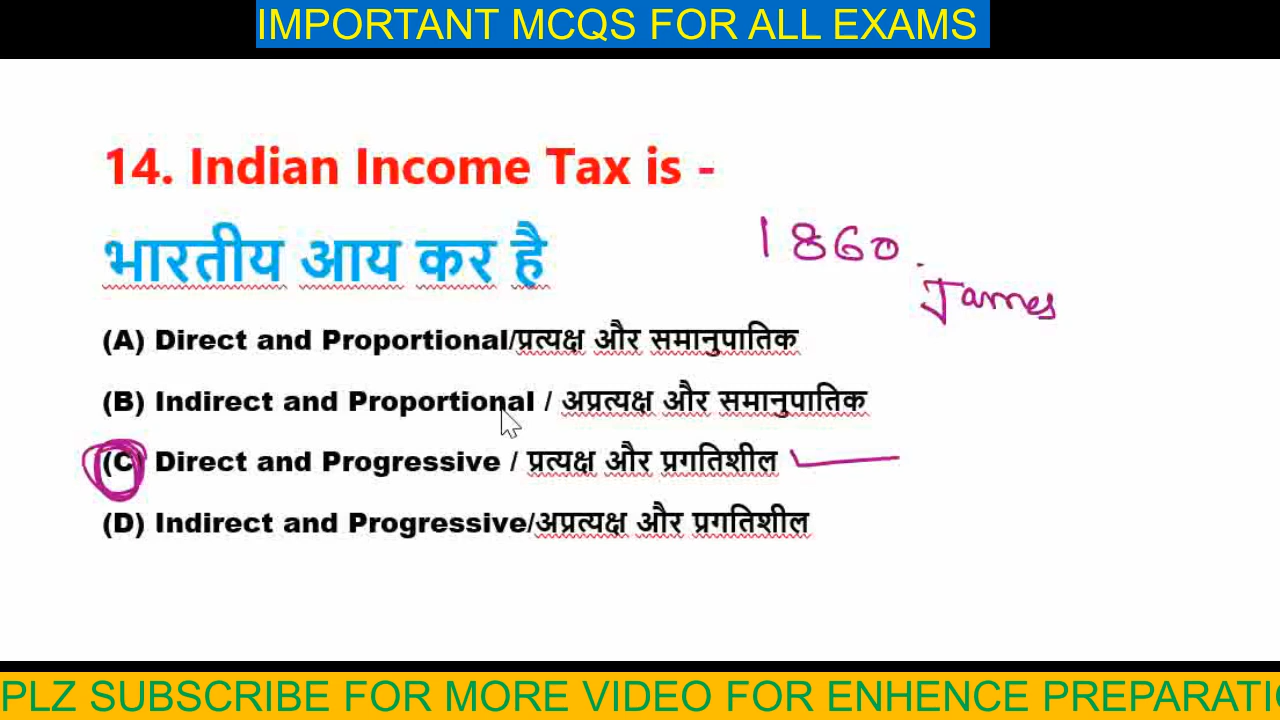 IMPORTANT MCQS FOR ALL EXAMS
14. Indian Income Tax is -
भारतीय आय कर है
1860.
James
(A) Direct and Proportional/प्रत्यक्ष और समानुपातिक
(B) Indirect and Proportional / अप्रत्यक्ष और समानुपातिक
(C) Direct and Progressive / प्रत्यक्ष और प्रगतिशील
(D) Indirect and Progressive/अप्रत्यक्ष और प्रगतिशील
PLZ SUBSCRIBE FOR MORE VIDEO FOR ENHENCE PREPARATIO